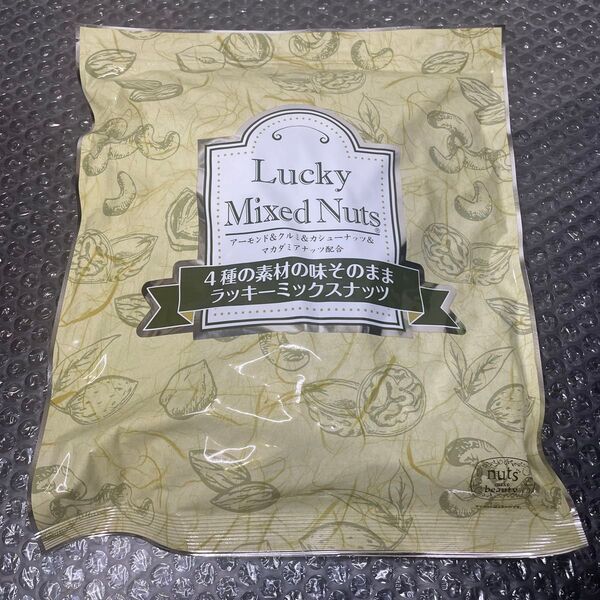 Lucky
Mixed Nuts®
アーモンド&クルミ&カシューナッツ&
マカダミアナッツ配合
4種の素材の味そのまま
ラッキーミックスナッツ
nuts
make
beauty